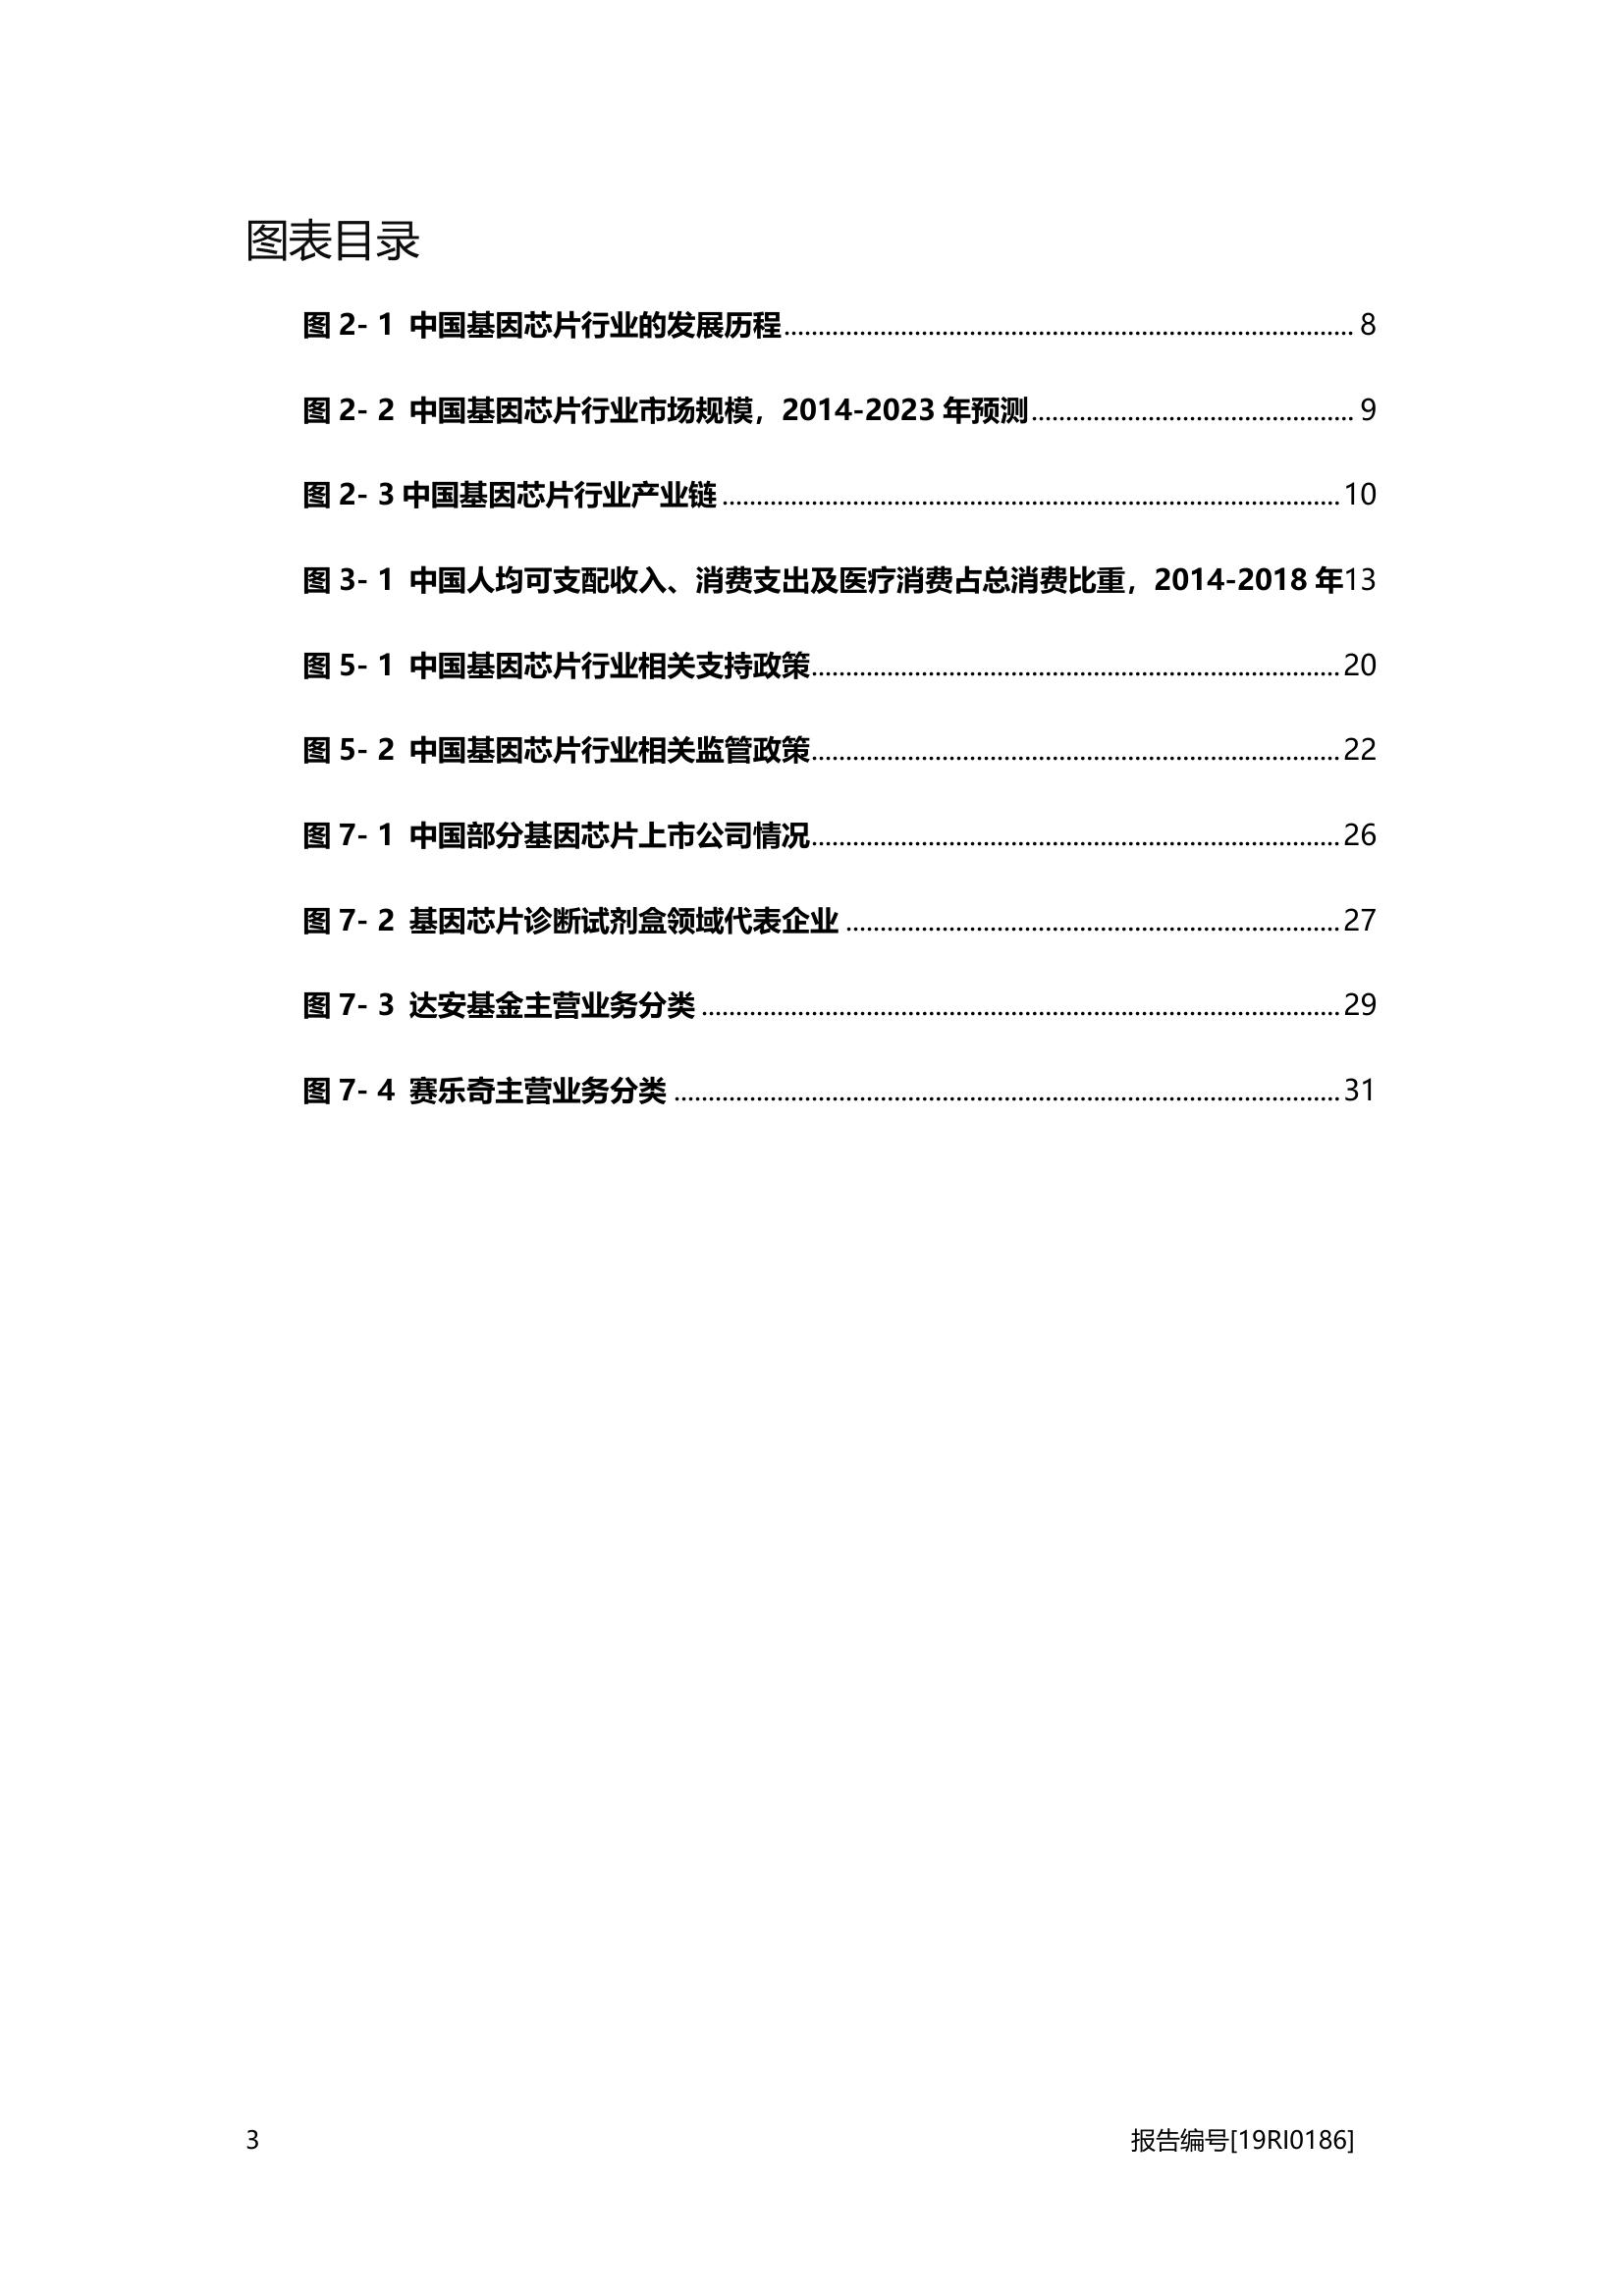 图表目录
图 2- 1 中国基因芯片行业的发展历程........................................................................ 8
图 2- 2 中国基因芯片行业市场规模，2014-2023 年预测........................................ 9
图 2- 3 中国基因芯片行业产业链 ........................................................................ 10
图 3- 1 中国人均可支配收入、消费支出及医疗消费占总消费比重，2014-2018 年13
图 5- 1 中国基因芯片行业相关支持政策................................................................ 20
图 5- 2 中国基因芯片行业相关监管政策................................................................ 22
图 7- 1 中国部分基因芯片上市公司情况................................................................ 26
图 7- 2 基因芯片诊断试剂盒领域代表企业 ............................................................ 27
图 7- 3 达安基金主营业务分类 ............................................................................ 29
图 7- 4 赛乐奇主营业务分类 ................................................................................ 31
3 报告编号[19RI0186]